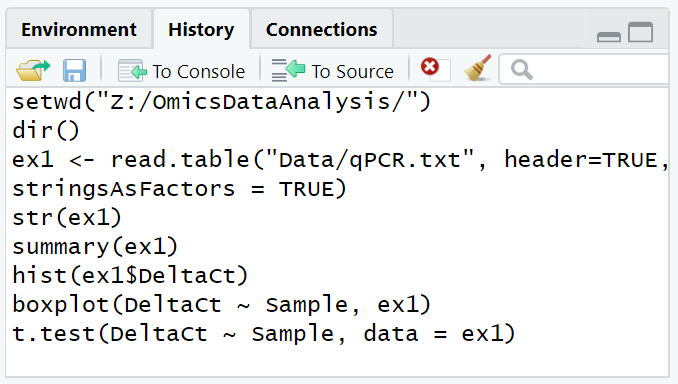 Environment History Connections
To Console To Source
setwd("Z:/OmicsDataAnalysis/")
dir()
ex1 <- read.table("Data/qPCR.txt", header=TRUE,
stringsAsFactors = TRUE)
str(ex1)
summary(ex1)
hist(ex1$DeltaCt)
boxplot(DeltaCt ~ Sample, ex1)
t.test(DeltaCt ~ Sample, data = ex1)